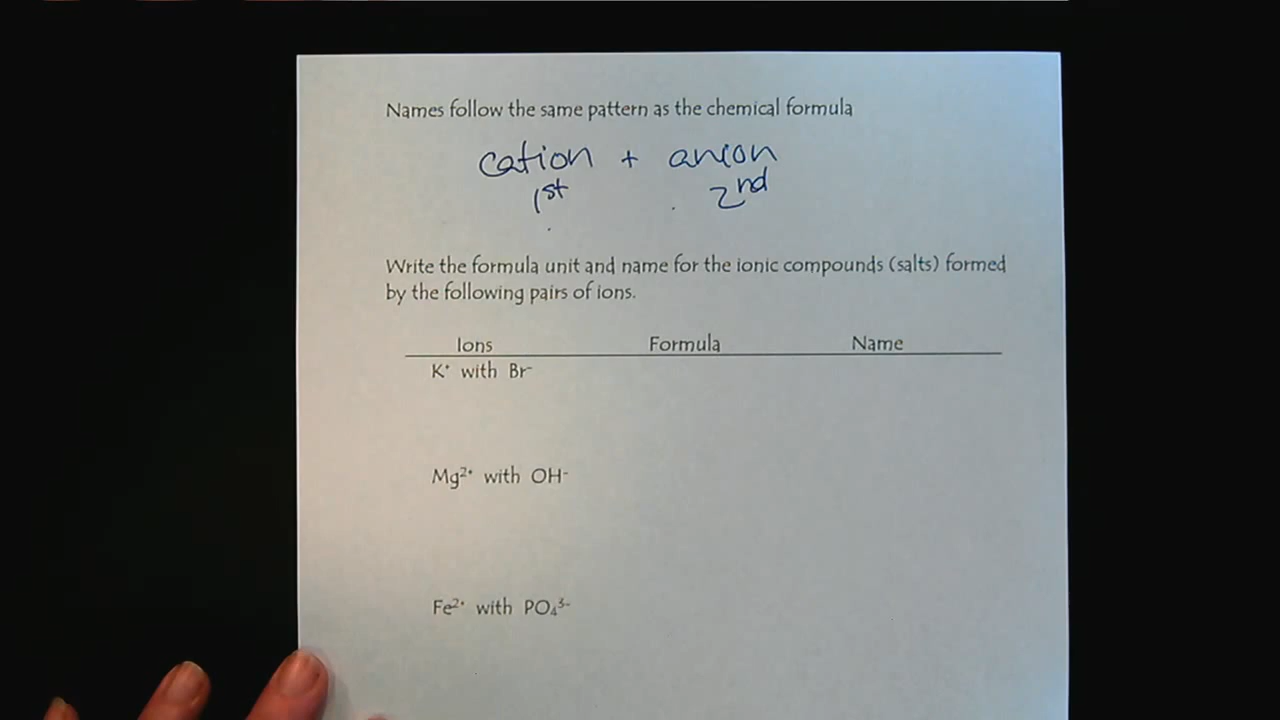 Names follow the same pattern as the chemical formula
cation + anion
1st 2nd
Write the formula unit and name for the ionic compounds (salts) formed
by the following pairs of ions.
Ions Formula Name
K⁺ with Br⁻
Mg²⁺ with OH⁻
Fe²⁺ with PO₄³⁻